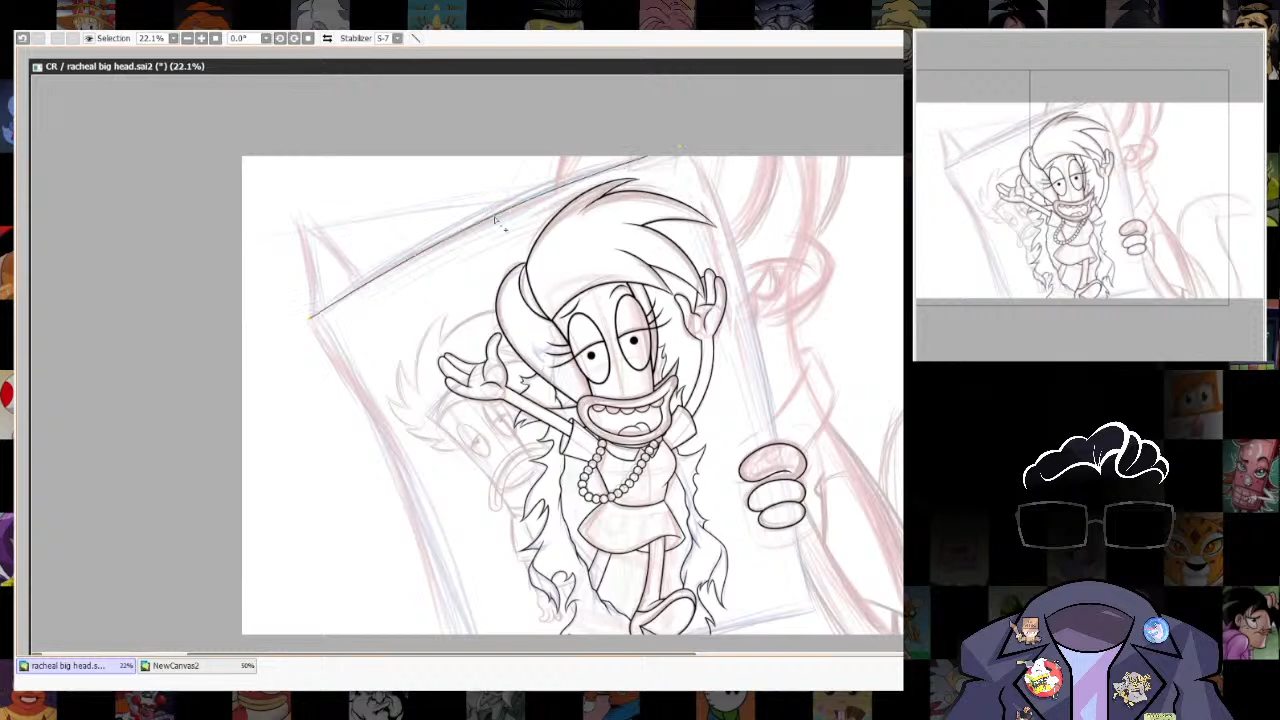 Selection 22.1% 0.0° Stabilizer S-7
CR / racheal big head.sai2 (*) (22.1%)
racheal big head.s... 22% NewCanvas2 50%